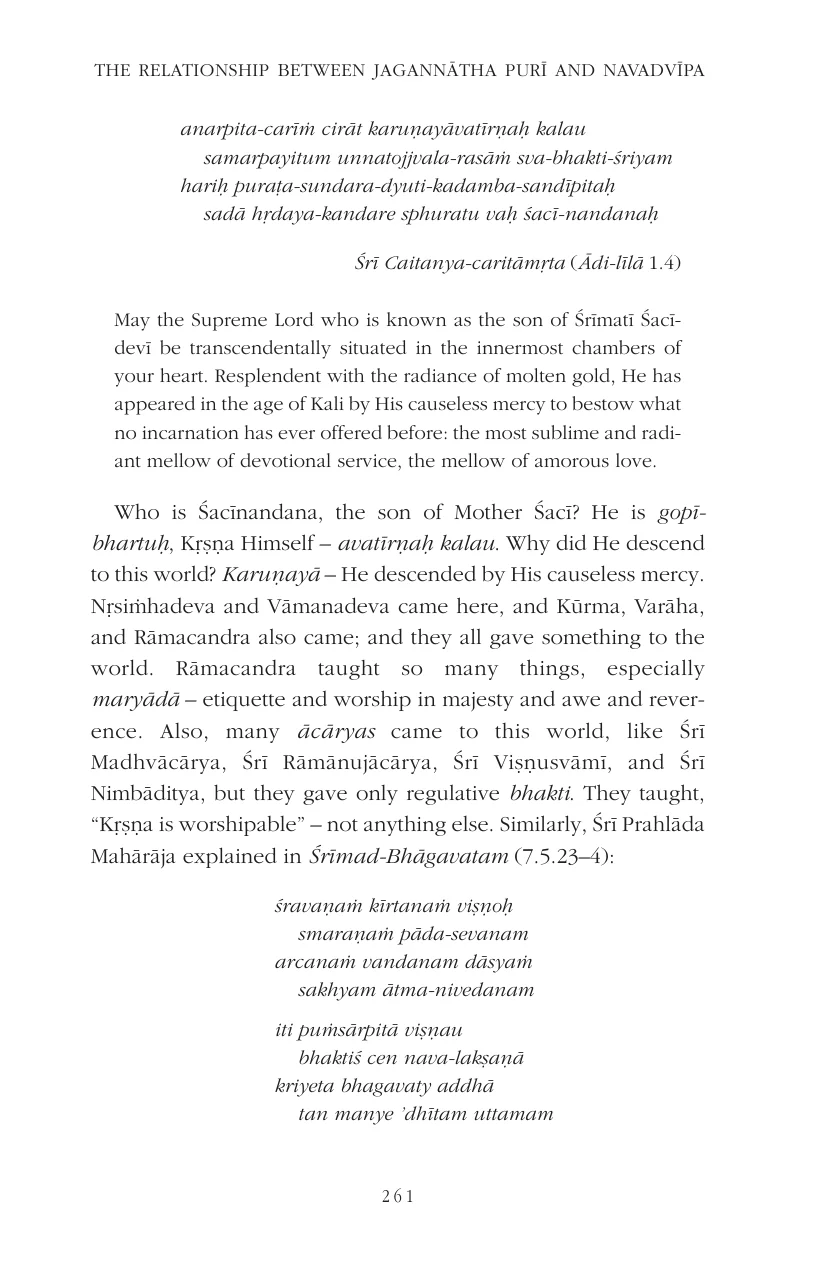 THE RELATIONSHIP BETWEEN JAGANNĀTHA PURĪ AND NAVADVĪPA
anarpita-carīṁ cirāt karuṇayāvatīrṇaḥ kalau
samarpayitum unnatojjvala-rasāṁ sva-bhakti-śriyam
hariḥ puraṭa-sundara-dyuti-kadamba-sandīpitaḥ
sadā hṛdaya-kandare sphuratu vaḥ śacī-nandanaḥ
Śrī Caitanya-caritāmṛta (Ādi-līlā 1.4)
May the Supreme Lord who is known as the son of Śrīmatī Śacī-
devī be transcendentally situated in the innermost chambers of
your heart. Resplendent with the radiance of molten gold, He has
appeared in the age of Kali by His causeless mercy to bestow what
no incarnation has ever offered before: the most sublime and radi-
ant mellow of devotional service, the mellow of amorous love.
Who is Śacīnandana, the son of Mother Śacī? He is gopī-
bhartuḥ, Kṛṣṇa Himself – avatīrṇaḥ kalau. Why did He descend
to this world? Karuṇayā – He descended by His causeless mercy.
Nṛsiṁhadeva and Vāmanadeva came here, and Kūrma, Varāha,
and Rāmacandra also came; and they all gave something to the
world. Rāmacandra taught so many things, especially
maryādā – etiquette and worship in majesty and awe and rever-
ence. Also, many ācāryas came to this world, like Śrī
Madhvācārya, Śrī Rāmānujācārya, Śrī Viṣṇusvāmī, and Śrī
Nimbāditya, but they gave only regulative bhakti. They taught,
“Kṛṣṇa is worshipable” – not anything else. Similarly, Śrī Prahlāda
Mahārāja explained in Śrīmad-Bhāgavatam (7.5.23–4):
śravaṇaṁ kīrtanaṁ viṣṇoḥ
smaraṇaṁ pāda-sevanam
arcanaṁ vandanam dāsyaṁ
sakhyam ātma-nivedanam
iti puṁsārpitā viṣṇau
bhaktiś cen nava-lakṣaṇā
kriyeta bhagavaty addhā
tan manye ’dhītam uttamam
261